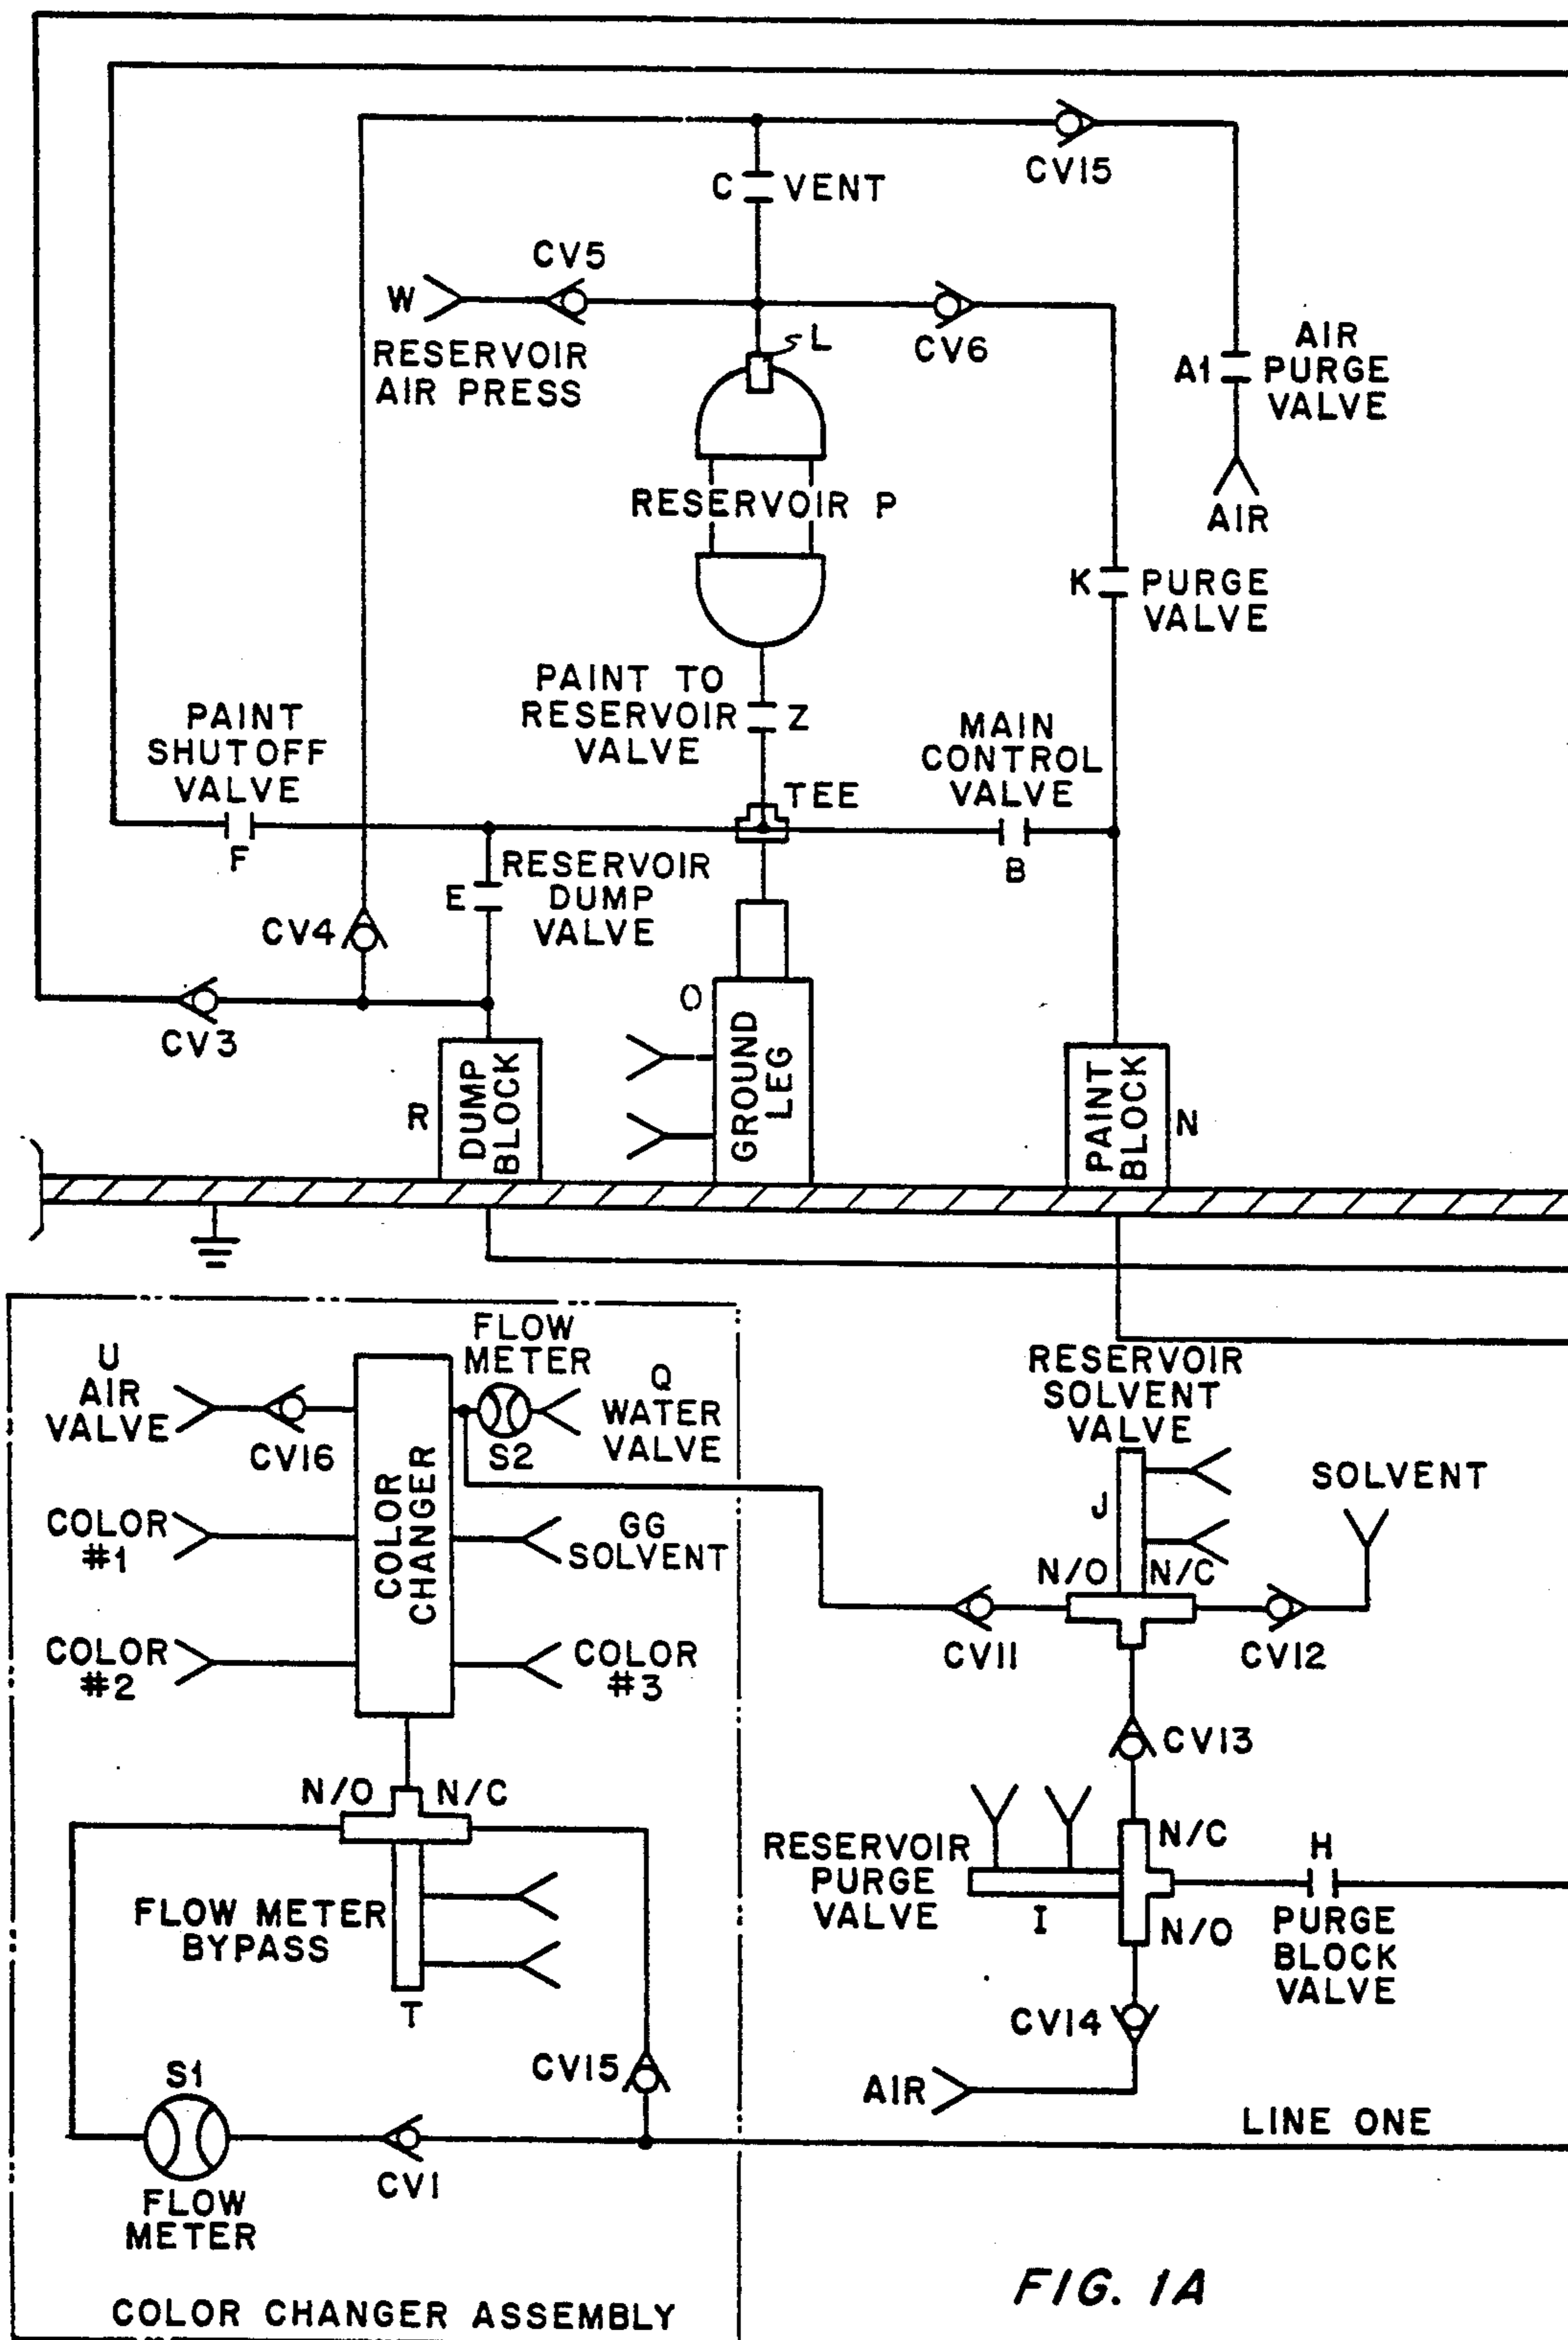 CV15
C VENT
CV5
W
RESERVOIR
AIR PRESS
L
CV6
AIR
A1 PURGE
VALVE
AIR
RESERVOIR P
K PURGE
VALVE
PAINT TO
RESERVOIR Z
VALVE
PAINT
SHUTOFF
VALVE
F
TEE
MAIN
CONTROL
VALVE
B
RESERVOIR
E DUMP
VALVE
CV4
CV3
O
GROUND
LEG
R
DUMP
BLOCK
PAINT
BLOCK
N
U
AIR
VALVE
CV16
FLOW
METER
S2
Q
WATER
VALVE
COLOR
CHANGER
COLOR
#1
GG
SOLVENT
COLOR
#2
COLOR
#3
N/O N/C
FLOW METER
BYPASS
T
S1
FLOW
METER
CV1
CV15
COLOR CHANGER ASSEMBLY
RESERVOIR
SOLVENT
VALVE
J
SOLVENT
N/O N/C
CV11
CV12
CV13
RESERVOIR
PURGE
VALVE
I
N/C
N/O
H
PURGE
BLOCK
VALVE
CV14
AIR
LINE ONE
FIG. 1A